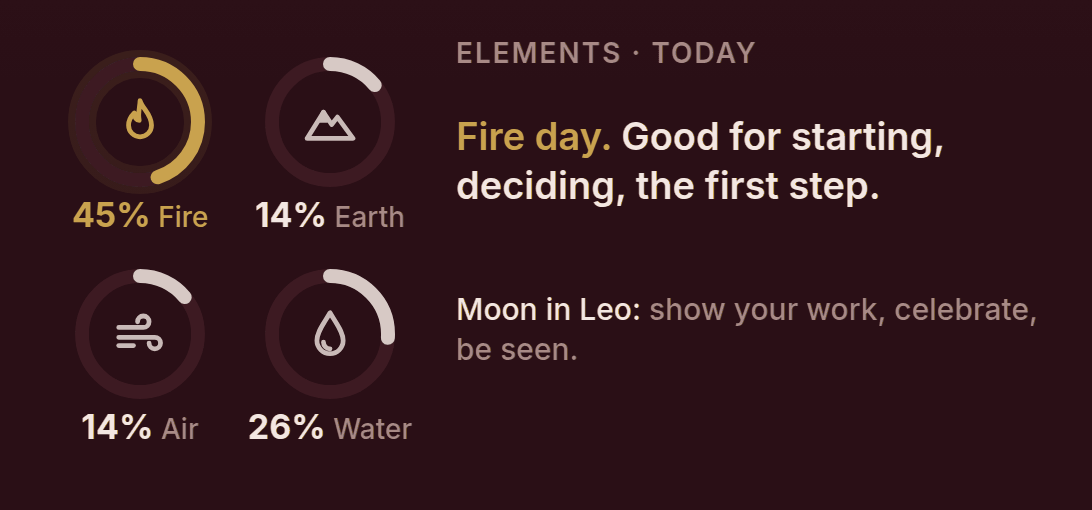 45% Fire
14% Earth
14% Air
26% Water
ELEMENTS · TODAY
Fire day. Good for starting,
deciding, the first step.
Moon in Leo: show your work, celebrate,
be seen.